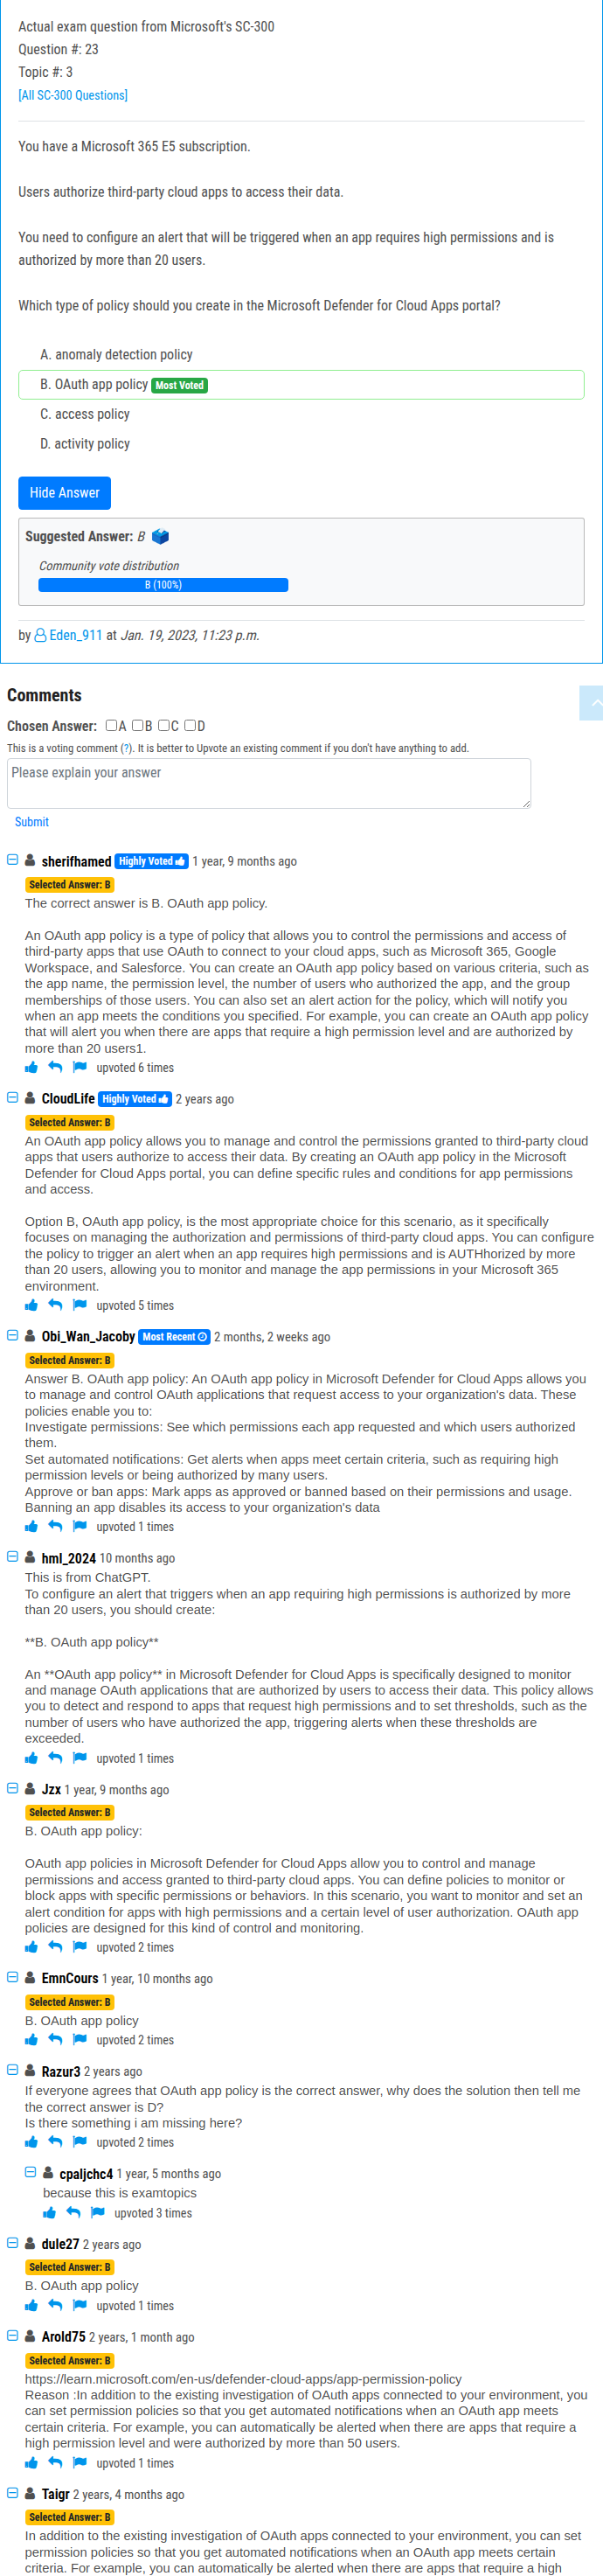 Actual exam question from Microsoft's SC-300
Question #: 23
Topic #: 3
[All SC-300 Questions]
You have a Microsoft 365 E5 subscription.
Users authorize third-party cloud apps to access their data.
You need to configure an alert that will be triggered when an app requires high permissions and is
authorized by more than 20 users.
Which type of policy should you create in the Microsoft Defender for Cloud Apps portal?
A. anomaly detection policy
B. OAuth app policy Most Voted
C. access policy
D. activity policy
Hide Answer
Suggested Answer: B
Community vote distribution
B (100%)
by Eden_911 at Jan. 19, 2023, 11:23 p.m.
Comments
Chosen Answer: A B C D
This is a voting comment (?). It is better to Upvote an existing comment if you don't have anything to add.
Please explain your answer
Submit
sherifhamed Highly Voted 1 year, 9 months ago
Selected Answer: B
The correct answer is B. OAuth app policy.
An OAuth app policy is a type of policy that allows you to control the permissions and access of
third-party apps that use OAuth to connect to your cloud apps, such as Microsoft 365, Google
Workspace, and Salesforce. You can create an OAuth app policy based on various criteria, such as
the app name, the permission level, the number of users who authorized the app, and the group
memberships of those users. You can also set an alert action for the policy, which will notify you
when an app meets the conditions you specified. For example, you can create an OAuth app policy
that will alert you when there are apps that require a high permission level and are authorized by
more than 20 users1.
upvoted 6 times
CloudLife Highly Voted 2 years ago
Selected Answer: B
An OAuth app policy allows you to manage and control the permissions granted to third-party cloud
apps that users authorize to access their data. By creating an OAuth app policy in the Microsoft
Defender for Cloud Apps portal, you can define specific rules and conditions for app permissions
and access.
Option B, OAuth app policy, is the most appropriate choice for this scenario, as it specifically
focuses on managing the authorization and permissions of third-party cloud apps. You can configure
the policy to trigger an alert when an app requires high permissions and is AUTHhorized by more
than 20 users, allowing you to monitor and manage the app permissions in your Microsoft 365
environment.
upvoted 5 times
Obi_Wan_Jacoby Most Recent 2 months, 2 weeks ago
Selected Answer: B
Answer B. OAuth app policy: An OAuth app policy in Microsoft Defender for Cloud Apps allows you
to manage and control OAuth applications that request access to your organization's data. These
policies enable you to:
Investigate permissions: See which permissions each app requested and which users authorized
them.
Set automated notifications: Get alerts when apps meet certain criteria, such as requiring high
permission levels or being authorized by many users.
Approve or ban apps: Mark apps as approved or banned based on their permissions and usage.
Banning an app disables its access to your organization's data
upvoted 1 times
hml_2024 10 months ago
This is from ChatGPT.
To configure an alert that triggers when an app requiring high permissions is authorized by more
than 20 users, you should create:
**B. OAuth app policy**
An **OAuth app policy** in Microsoft Defender for Cloud Apps is specifically designed to monitor
and manage OAuth applications that are authorized by users to access their data. This policy allows
you to detect and respond to apps that request high permissions and to set thresholds, such as the
number of users who have authorized the app, triggering alerts when these thresholds are
exceeded.
upvoted 1 times
Jzx 1 year, 9 months ago
Selected Answer: B
B. OAuth app policy:
OAuth app policies in Microsoft Defender for Cloud Apps allow you to control and manage
permissions and access granted to third-party cloud apps. You can define policies to monitor or
block apps with specific permissions or behaviors. In this scenario, you want to monitor and set an
alert condition for apps with high permissions and a certain level of user authorization. OAuth app
policies are designed for this kind of control and monitoring.
upvoted 2 times
EmnCours 1 year, 10 months ago
Selected Answer: B
B. OAuth app policy
upvoted 2 times
Razur3 2 years ago
If everyone agrees that OAuth app policy is the correct answer, why does the solution then tell me
the correct answer is D?
Is there something i am missing here?
upvoted 2 times
cpaljchc4 1 year, 5 months ago
because this is examtopics
upvoted 3 times
dule27 2 years ago
Selected Answer: B
B. OAuth app policy
upvoted 1 times
Arold75 2 years, 1 month ago
Selected Answer: B
https://learn.microsoft.com/en-us/defender-cloud-apps/app-permission-policy
Reason :In addition to the existing investigation of OAuth apps connected to your environment, you
can set permission policies so that you get automated notifications when an OAuth app meets
certain criteria. For example, you can automatically be alerted when there are apps that require a
high permission level and were authorized by more than 50 users.
upvoted 1 times
Taigr 2 years, 4 months ago
Selected Answer: B
In addition to the existing investigation of OAuth apps connected to your environment, you can set
permission policies so that you get automated notifications when an OAuth app meets certain
criteria. For example, you can automatically be alerted when there are apps that require a high